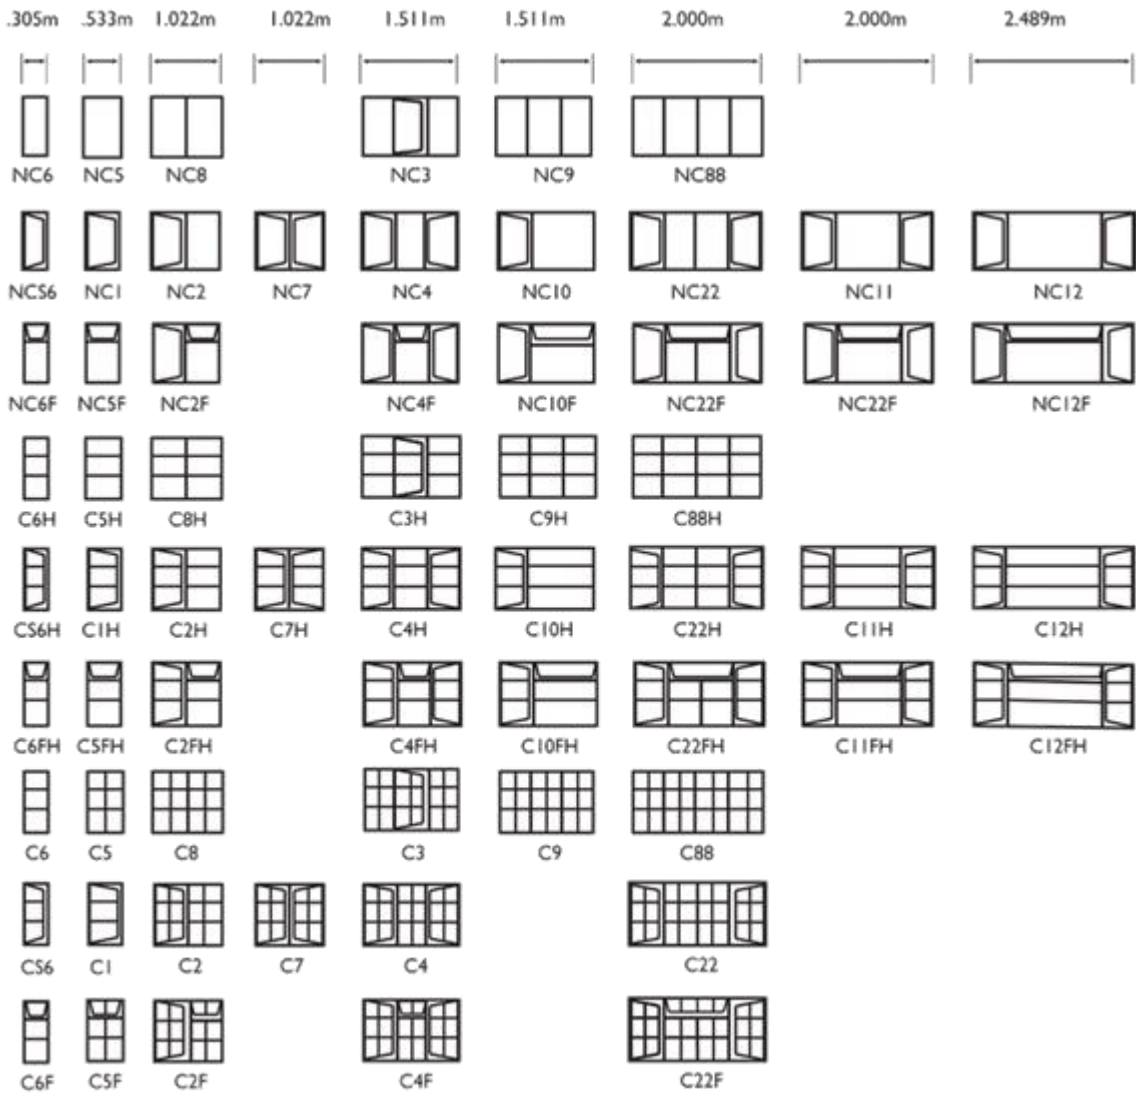 .305m .533m 1.022m 1.022m 1.511m 1.511m 2.000m 2.000m 2.489m
NC6 NC5 NC8 NC3 NC9 NC88
NCS6 NC1 NC2 NC7 NC4 NC10 NC22 NC11 NC12
NC6F NC5F NC2F NC4F NC10F NC22F NC22F NC12F
C6H C5H C8H C3H C9H C88H
CS6H C1H C2H C7H C4H C10H C22H C11H C12H
C6FH C5FH C2FH C4FH C10FH C22FH C11FH C12FH
C6 C5 C8 C3 C9 C88
CS6 C1 C2 C7 C4 C22
C6F C5F C2F C4F C22F